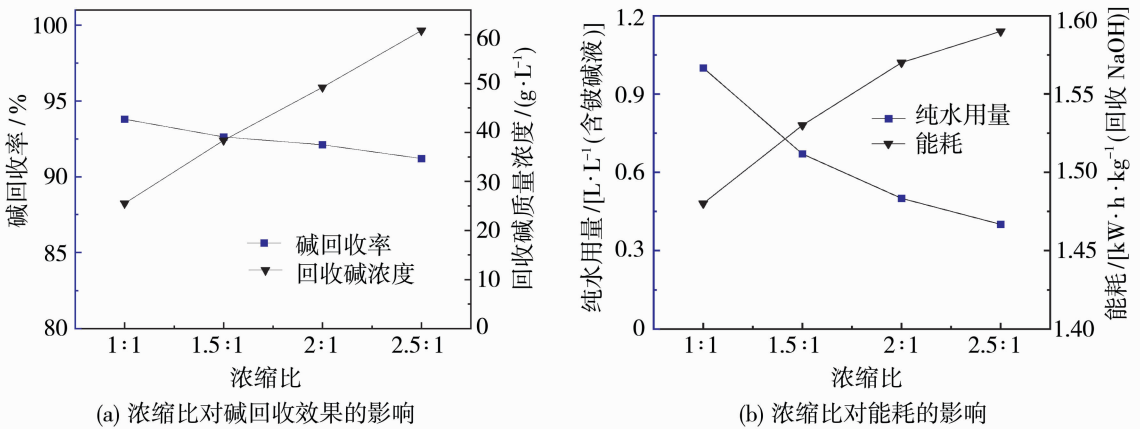 碱回收率/%
100
95
90
85
80
60
50
40
30
20
10
0
回收碱质量浓度/(g·L⁻¹)
碱回收率
回收碱浓度
1∶1
1.5∶1
2∶1
2.5∶1
浓缩比
(a) 浓缩比对碱回收效果的影响
纯水用量/[L·L⁻¹(含铍碱液)]
1.2
0.9
0.6
0.3
0
1.60
1.55
1.50
1.45
1.40
能耗/[kW·h·kg⁻¹(回收 NaOH)]
纯水用量
能耗
1∶1
1.5∶1
2∶1
2.5∶1
浓缩比
(b) 浓缩比对能耗的影响